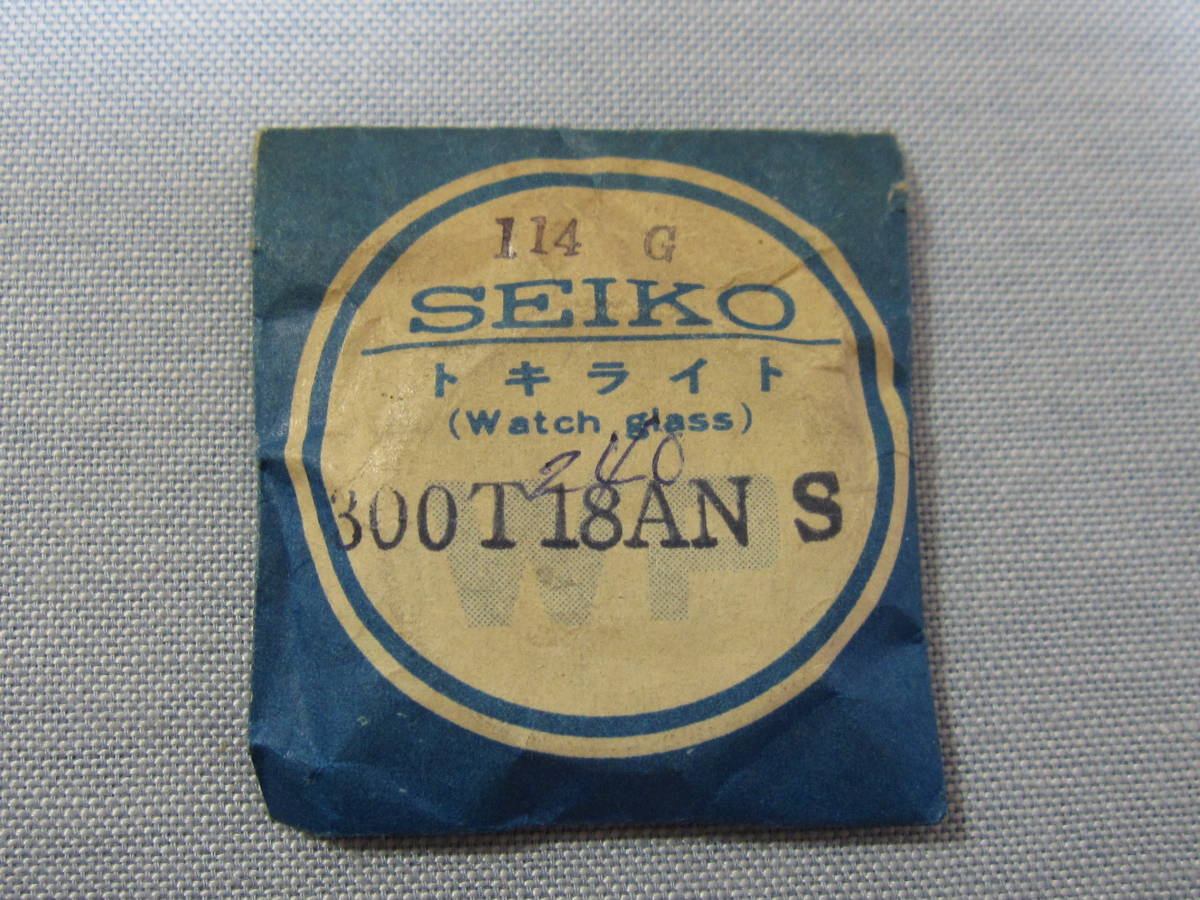 114 G
SEIKO
トキライト
(Watch glass)
240
300T18AN S
WP